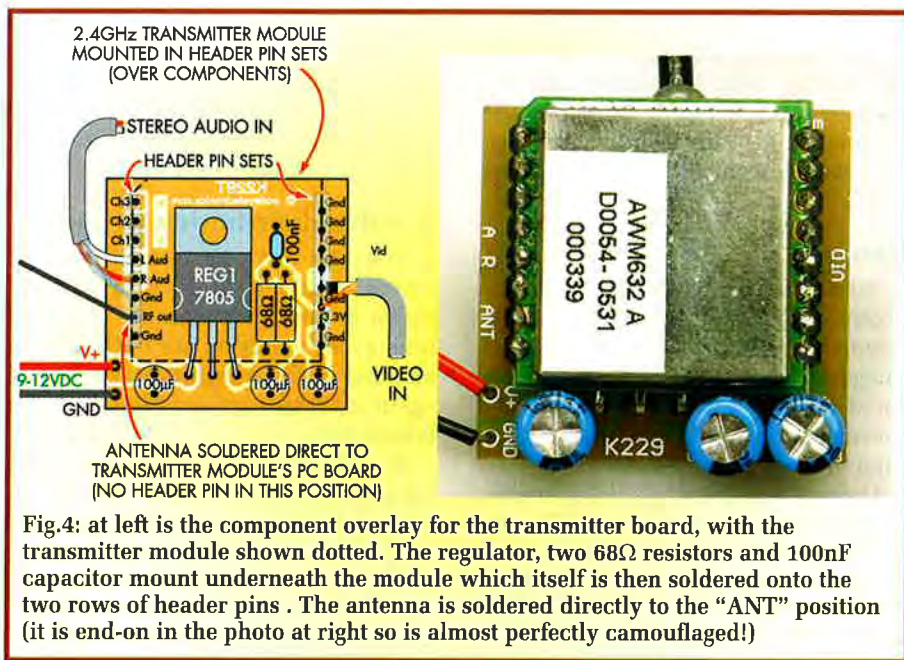 2.4GHz TRANSMITTER MODULE
MOUNTED IN HEADER PIN SETS
(OVER COMPONENTS)
STEREO AUDIO IN
HEADER PIN SETS
K229T
Ch3
Ch2
Ch1
L Aud
R Aud
Gnd
RF out
Gnd
REG1
7805
100nF
68Ω
68Ω
Gnd
Gnd
Gnd
Gnd
Vid
Gnd
3.3V
Gnd
V+
9-12VDC
GND
100µF
100µF
100µF
VIDEO
IN
ANTENNA SOLDERED DIRECT TO
TRANSMITTER MODULE'S PC BOARD
(NO HEADER PIN IN THIS POSITION)
AWM632 A
D0054-0531
000339
A R ANT
V+
GND
VID
K229
Fig.4: at left is the component overlay for the transmitter board, with the
transmitter module shown dotted. The regulator, two 68Ω resistors and 100nF
capacitor mount underneath the module which itself is then soldered onto the
two rows of header pins . The antenna is soldered directly to the “ANT” position
(it is end-on in the photo at right so is almost perfectly camouflaged!)